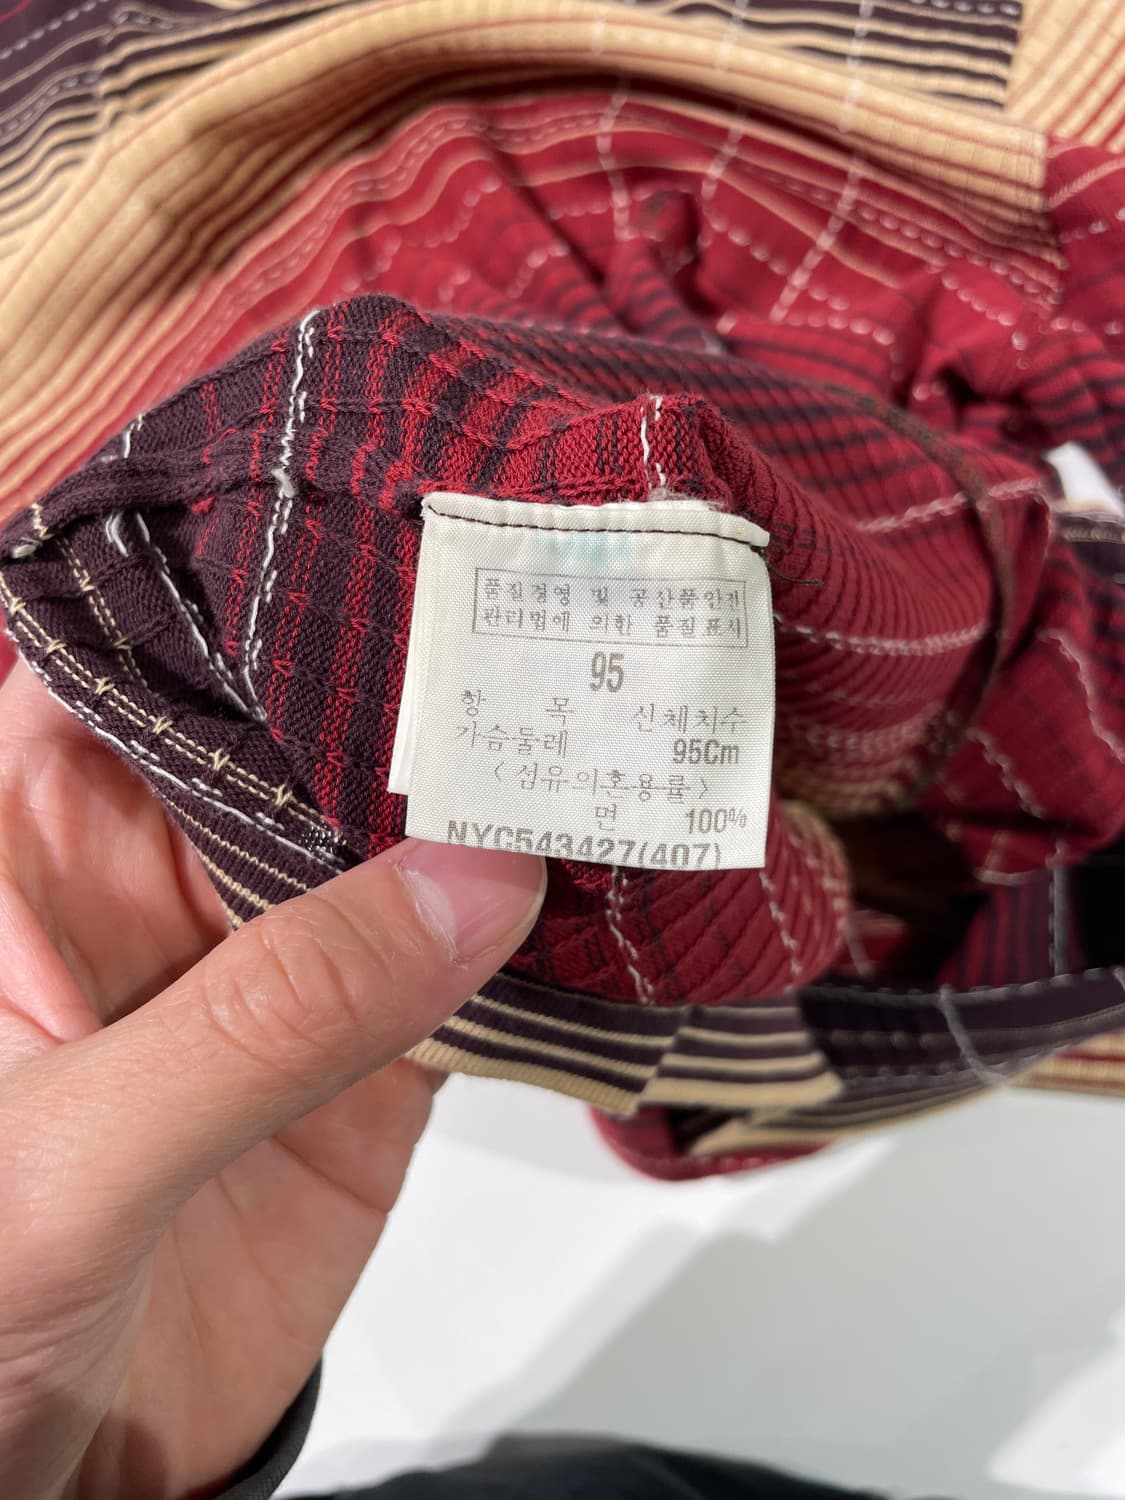 품질경영 및 공산품안전
관리법에 의한 품질표시
95
항 목 신체치수
가슴둘레 95Cm
〈섬유의혼용률〉
면 100%
NYC543427(407)